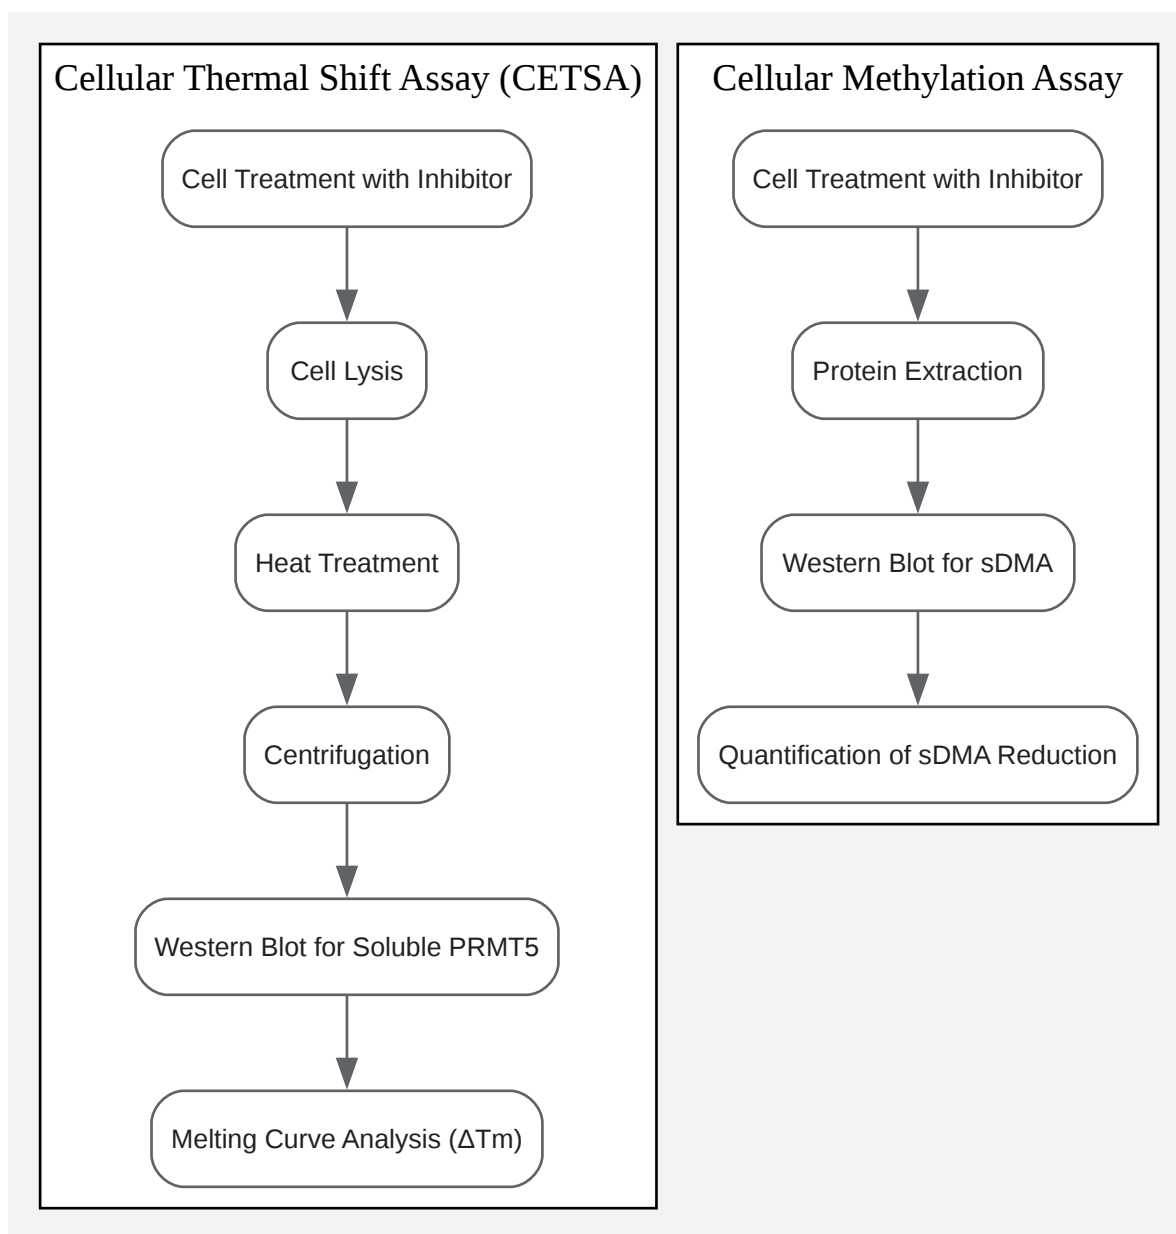 Cellular Thermal Shift Assay (CETSA)
Cell Treatment with Inhibitor
Cell Lysis
Heat Treatment
Centrifugation
Western Blot for Soluble PRMT5
Melting Curve Analysis (ΔTm)
Cellular Methylation Assay
Cell Treatment with Inhibitor
Protein Extraction
Western Blot for sDMA
Quantification of sDMA Reduction